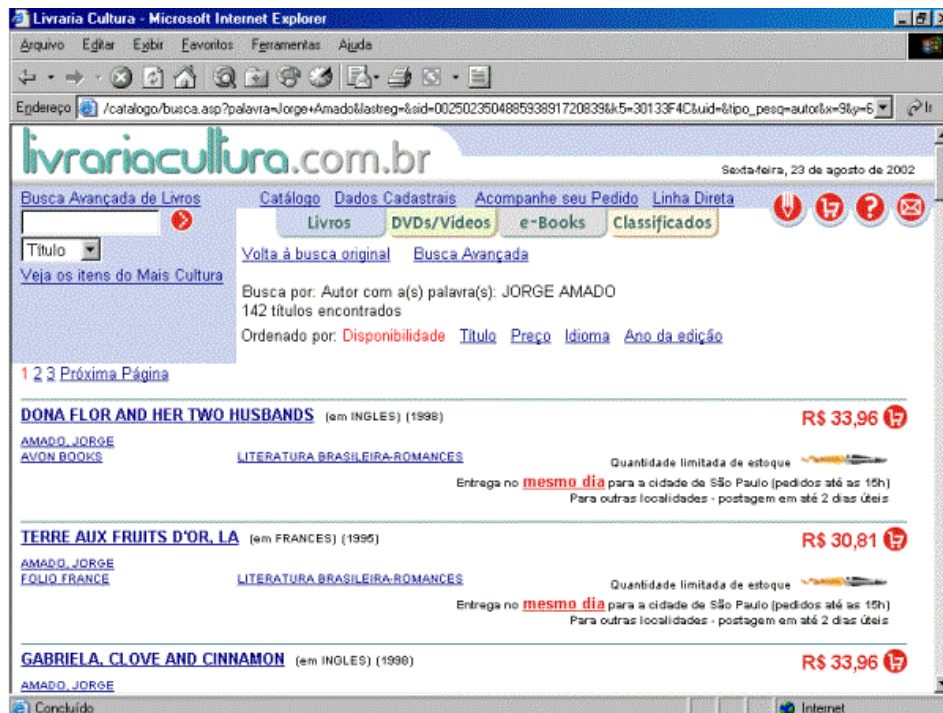 Livraria Cultura - Microsoft Internet Explorer
Arquivo Editar Exibir Favoritos Ferramentas Ajuda
Endereço /catalogo/busca.asp?palavra=Jorge+Amado&lastreg=&sid=0025023504885938917208398&k5=30133F4C&uid=&tipo_pesq=autor&x=9&y=6 Ir
livrariacultura.com.br
Sexta-feira, 23 de agosto de 2002
Busca Avançada de Livros Catálogo Dados Cadastrais Acompanhe seu Pedido Linha Direta
Livros DVDs/Videos e-Books Classificados
Título
Volta à busca original Busca Avançada
Veja os itens do Mais Cultura
Busca por: Autor com a(s) palavra(s): JORGE AMADO
142 títulos encontrados
Ordenado por: Disponibilidade Título Preço Idioma Ano da edição
1 2 3 Próxima Página
DONA FLOR AND HER TWO HUSBANDS (em INGLES) (1998) R$ 33,96
AMADO, JORGE
AVON BOOKS LITERATURA BRASILEIRA-ROMANCES Quantidade limitada de estoque
Entrega no mesmo dia para a cidade de São Paulo (pedidos até as 15h)
Para outras localidades - postagem em até 2 dias úteis
TERRE AUX FRUITS D'OR, LA (em FRANCES) (1995) R$ 30,81
AMADO, JORGE
FOLIO FRANCE LITERATURA BRASILEIRA-ROMANCES Quantidade limitada de estoque
Entrega no mesmo dia para a cidade de São Paulo (pedidos até as 15h)
Para outras localidades - postagem em até 2 dias úteis
GABRIELA, CLOVE AND CINNAMON (em INGLES) (1998) R$ 33,96
AMADO, JORGE
Concluído Internet